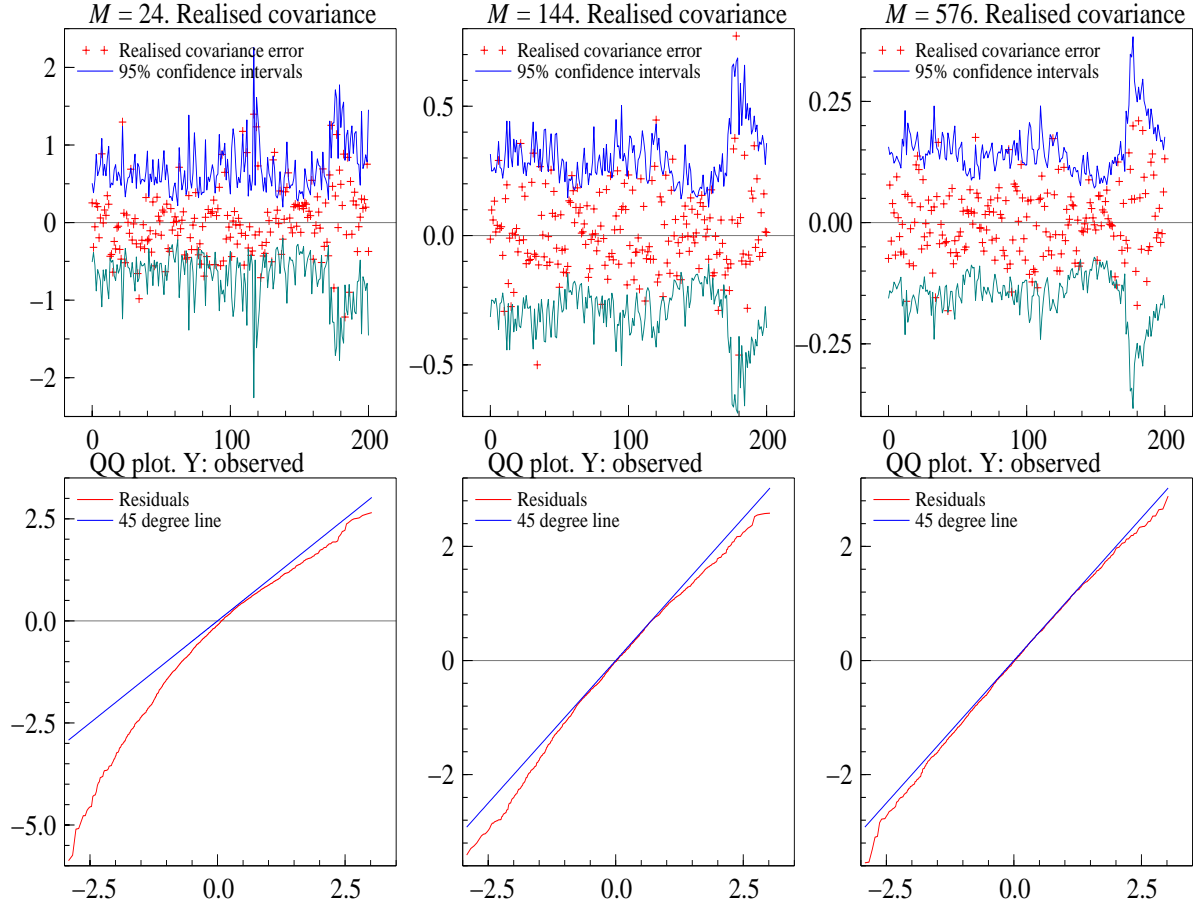 M = 24. Realised covariance
Realised covariance error
95% confidence intervals
2
1
0
−1
−2
0
100
200
M = 144. Realised covariance
Realised covariance error
95% confidence intervals
0.5
0.0
−0.5
0
100
200
M = 576. Realised covariance
Realised covariance error
95% confidence intervals
0.25
0.00
−0.25
0
100
200
QQ plot. Y: observed
Residuals
45 degree line
2.5
0.0
−2.5
−5.0
−2.5
0.0
2.5
QQ plot. Y: observed
Residuals
45 degree line
2
0
−2
−2.5
0.0
2.5
QQ plot. Y: observed
Residuals
45 degree line
2
0
−2
−2.5
0.0
2.5